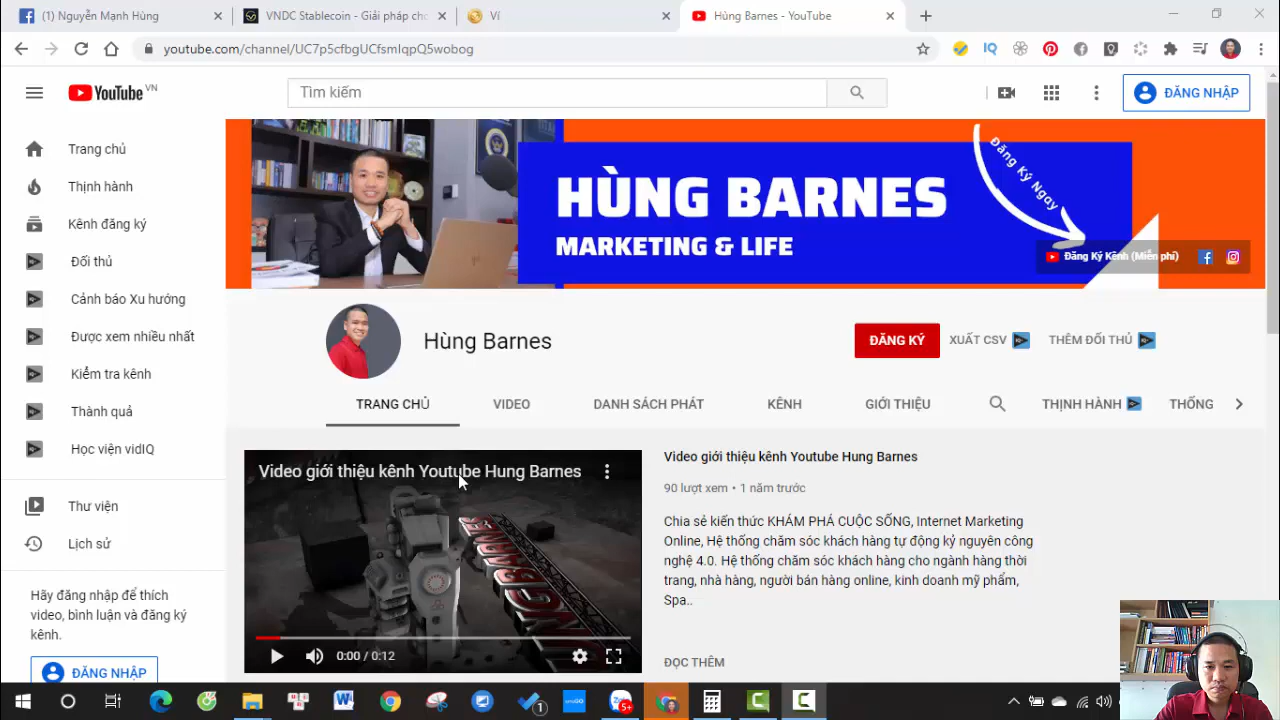 (1) Nguyễn Mạnh Hùng
VNDC Stablecoin - Giải pháp cho
Ví
Hùng Barnes - YouTube
youtube.com/channel/UC7p5cfbgUCfsmIqpQ5wobog
YouTube VN
Tìm kiếm
ĐĂNG NHẬP
Trang chủ
Thịnh hành
Kênh đăng ký
Đối thủ
Cảnh báo Xu hướng
Được xem nhiều nhất
Kiểm tra kênh
Thành quả
Học viện vidIQ
Thư viện
Lịch sử
Hãy đăng nhập để thích
video, bình luận và đăng ký
kênh.
ĐĂNG NHẬP
HÙNG BARNES
MARKETING & LIFE
Đăng Ký Ngay
Đăng Ký Kênh (Miễn phí)
Hùng Barnes
ĐĂNG KÝ
XUẤT CSV
THÊM ĐỐI THỦ
TRANG CHỦ
VIDEO
DANH SÁCH PHÁT
KÊNH
GIỚI THIỆU
THỊNH HÀNH
THỐNG
Video giới thiệu kênh Youtube Hung Barnes
0:00 / 0:12
Video giới thiệu kênh Youtube Hung Barnes
90 lượt xem • 1 năm trước
Chia sẻ kiến thức KHÁM PHÁ CUỘC SỐNG, Internet Marketing
Online, Hệ thống chăm sóc khách hàng tự động kỷ nguyên công
nghệ 4.0. Hệ thống chăm sóc khách hàng cho ngành hàng thời
trang, nhà hàng, người bán hàng online, kinh doanh mỹ phẩm,
Spa..
ĐỌC THÊM